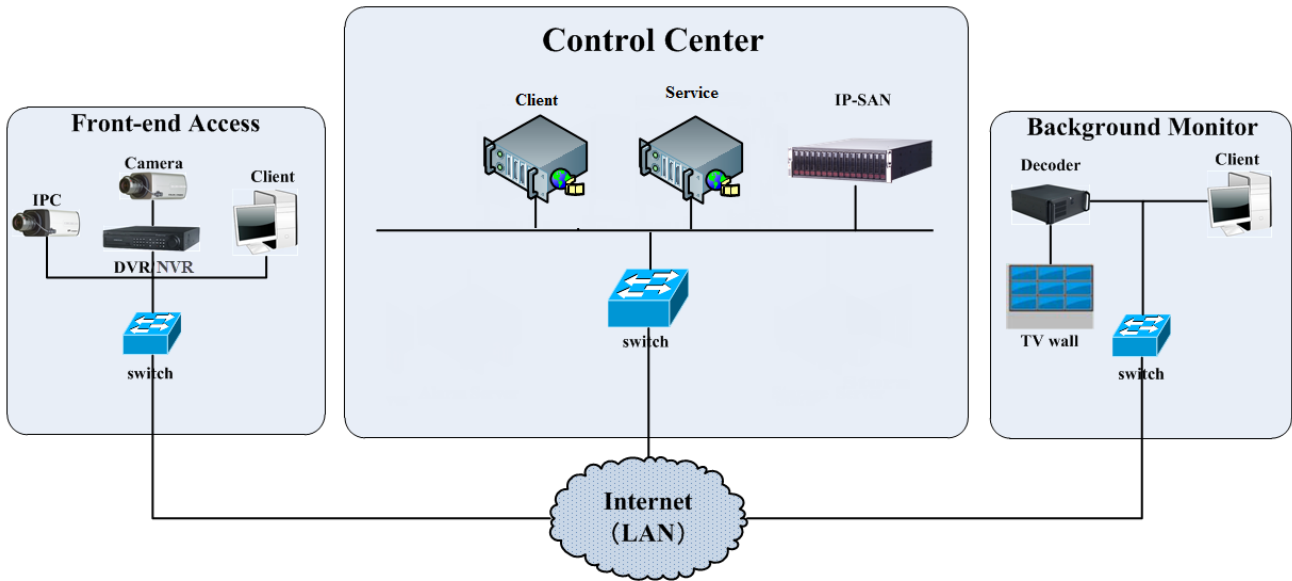 Control Center
Client
Service
IP-SAN
switch
Front-end Access
Camera
Client
IPC
DVR/NVR
switch
Background Monitor
Decoder
Client
TV wall
switch
Internet
（LAN）